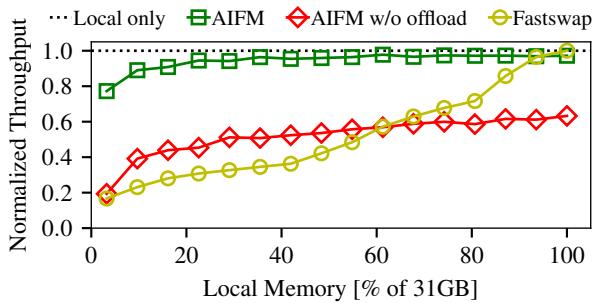 Local only AIFM AIFM w/o offload Fastswap
Normalized Throughput
1.0
0.8
0.6
0.4
0.2
0.0
0 20 40 60 80 100
Local Memory [% of 31GB]